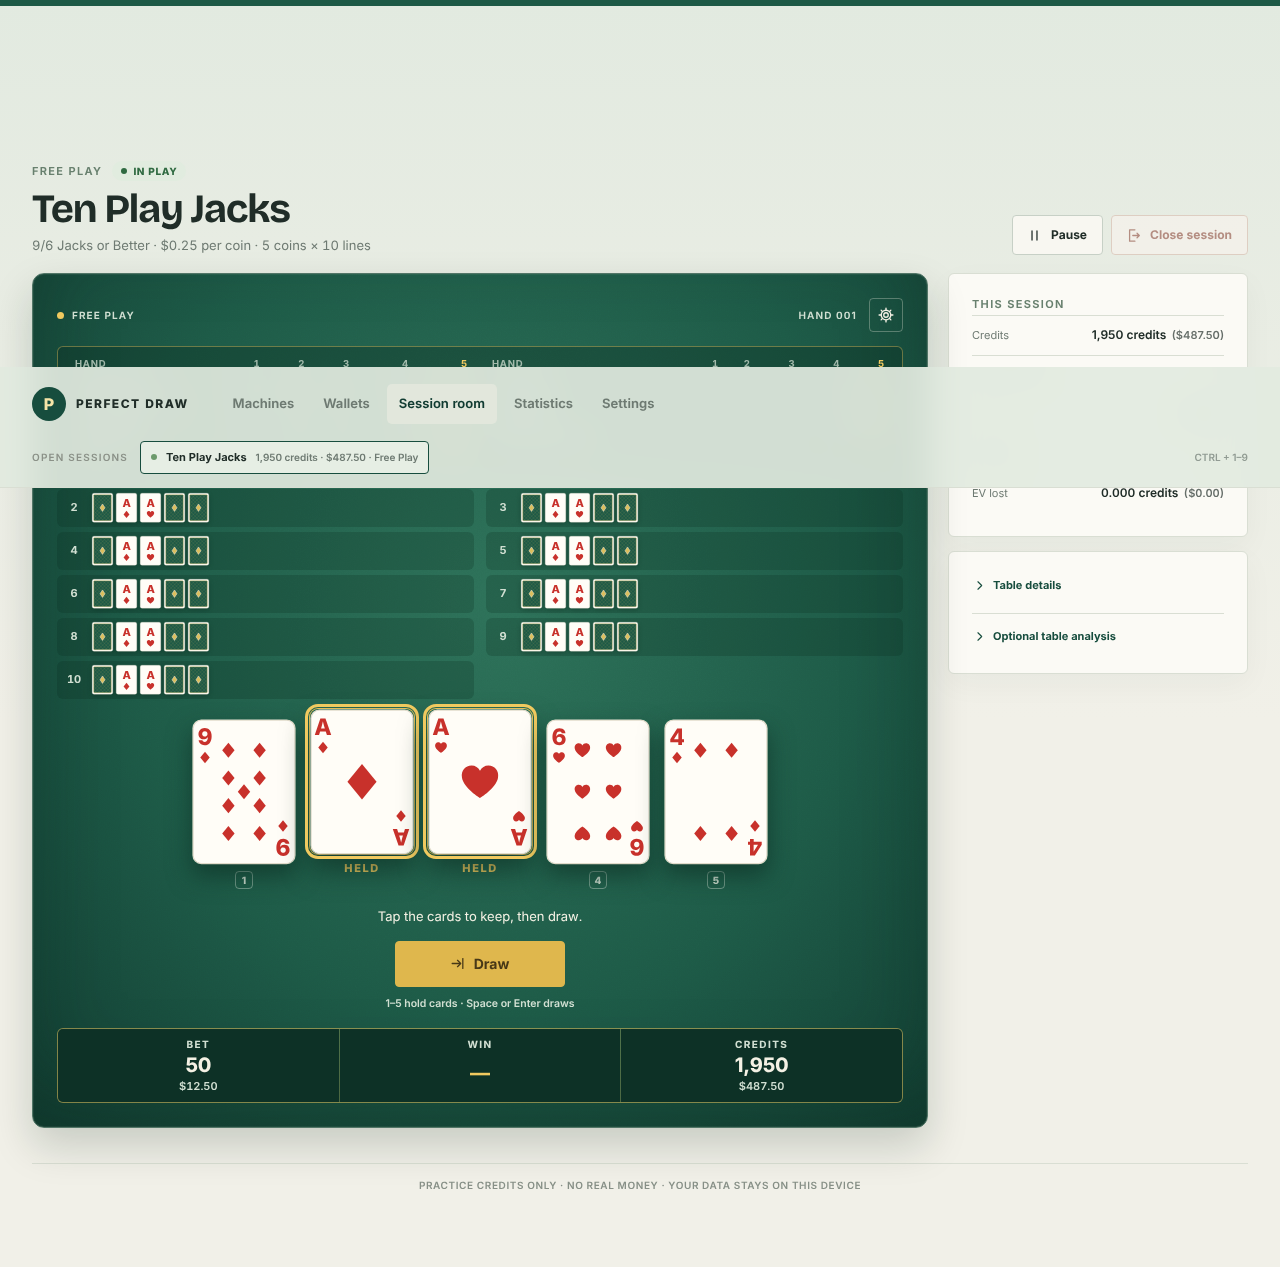 FREE PLAY IN PLAY
Ten Play Jacks
9/6 Jacks or Better · $0.25 per coin · 5 coins × 10 lines
Pause Close session
FREE PLAY HAND 001
HAND 1 2 3 4 5 HAND 1 2 3 4 5
THIS SESSION
Credits 1,950 credits ($487.50)
P PERFECT DRAW Machines Wallets Session room Statistics Settings
OPEN SESSIONS Ten Play Jacks 1,950 credits · $487.50 · Free Play CTRL + 1–9
EV lost 0.000 credits ($0.00)
2 A A 3 A A
4 A A 5 A A
6 A A 7 A A
8 A A 9 A A
10 A A
Table details
Optional table analysis
9 A A 6 4
9 A A 6 4
HELD HELD
1 4 5
Tap the cards to keep, then draw.
Draw
1–5 hold cards · Space or Enter draws
BET WIN CREDITS
50 — 1,950
$12.50 $487.50
PRACTICE CREDITS ONLY · NO REAL MONEY · YOUR DATA STAYS ON THIS DEVICE